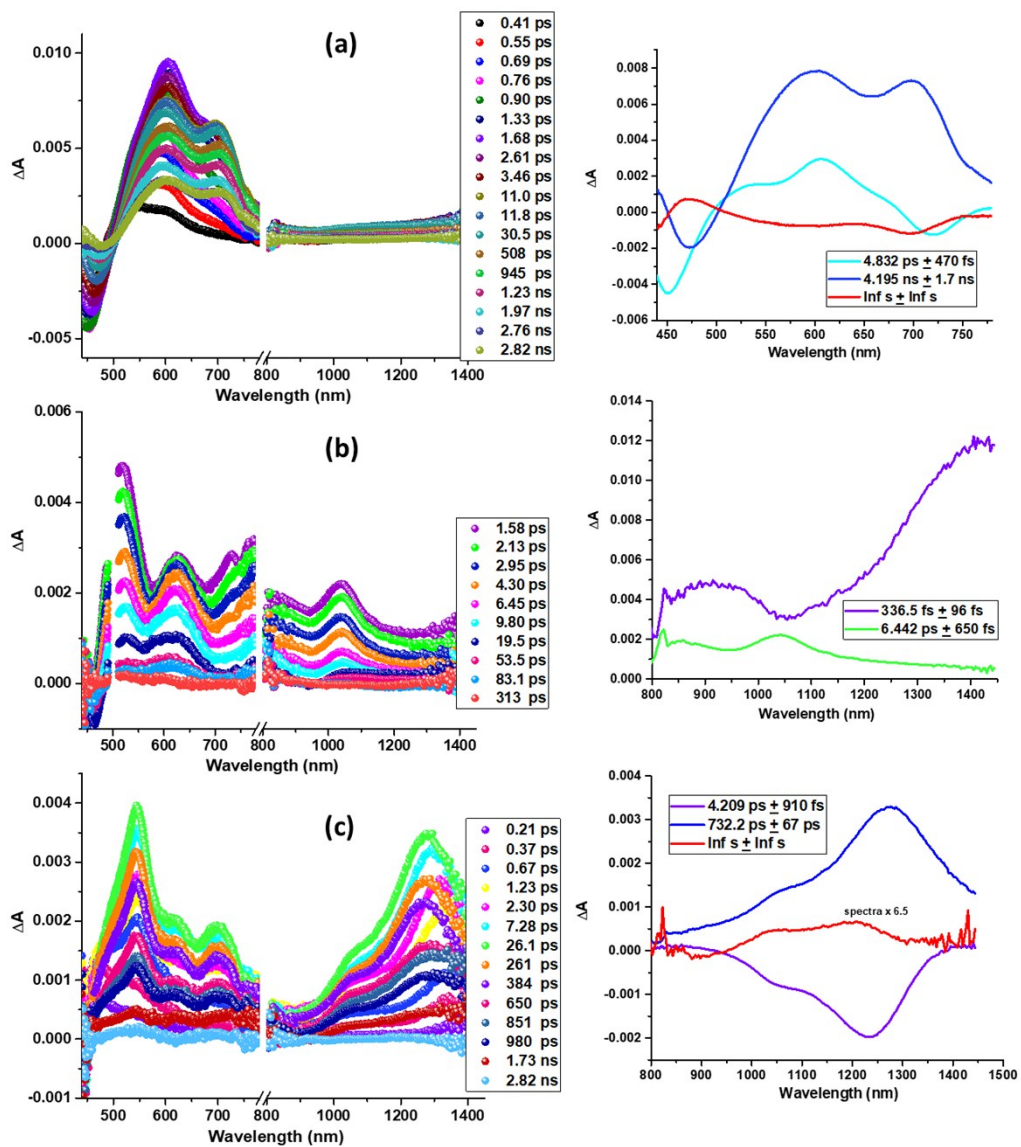 (a)
0.010
0.005
0.000
-0.005
ΔA
500 600 700 800 1000 1200 1400
Wavelength (nm)
0.41 ps
0.55 ps
0.69 ps
0.76 ps
0.90 ps
1.33 ps
1.68 ps
2.61 ps
3.46 ps
11.0 ps
11.8 ps
30.5 ps
508 ps
945 ps
1.23 ns
1.97 ns
2.76 ns
2.82 ns
0.008
0.006
0.004
0.002
0.000
-0.002
-0.004
-0.006
ΔA
450 500 550 600 650 700 750
Wavelength (nm)
4.832 ps ± 470 fs
4.195 ns ± 1.7 ns
Inf s ± Inf s
(b)
0.006
0.004
0.002
0.000
ΔA
500 600 700 800 1000 1200 1400
Wavelength (nm)
1.58 ps
2.13 ps
2.95 ps
4.30 ps
6.45 ps
9.80 ps
19.5 ps
53.5 ps
83.1 ps
313 ps
0.014
0.012
0.010
0.008
0.006
0.004
0.002
0.000
ΔA
800 900 1000 1100 1200 1300 1400
Wavelength (nm)
336.5 fs ± 96 fs
6.442 ps ± 650 fs
(c)
0.004
0.003
0.002
0.001
0.000
-0.001
ΔA
500 600 700 800 1000 1200 1400
Wavelength (nm)
0.21 ps
0.37 ps
0.67 ps
1.23 ps
2.30 ps
7.28 ps
26.1 ps
261 ps
384 ps
650 ps
851 ps
980 ps
1.73 ns
2.82 ns
0.004
0.003
0.002
0.001
0.000
-0.001
-0.002
ΔA
800 900 1000 1100 1200 1300 1400 1500
Wavelength (nm)
4.209 ps ± 910 fs
732.2 ps ± 67 ps
Inf s ± Inf s
spectra x 6.5